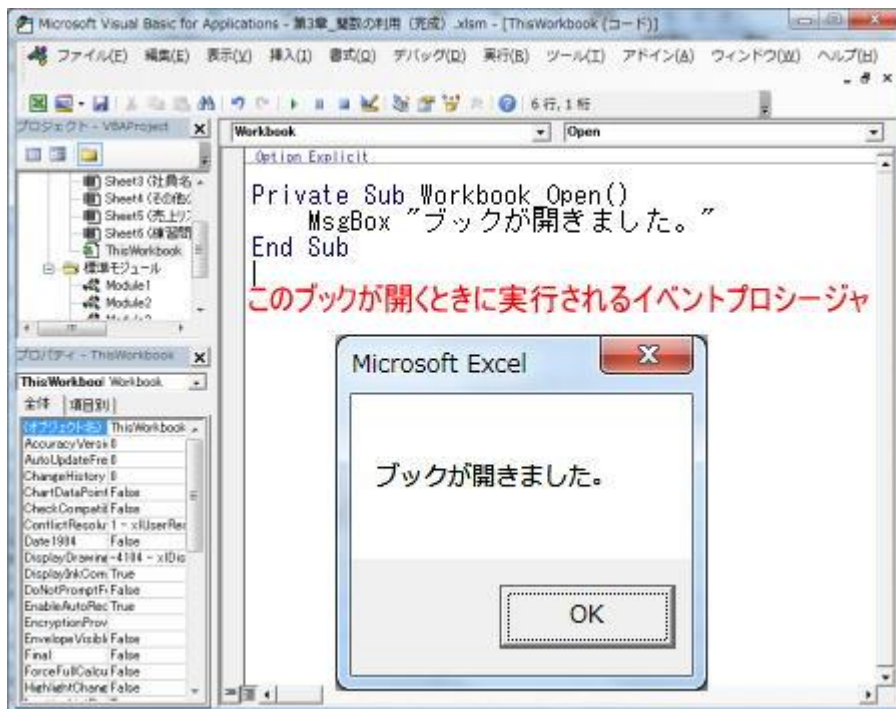 Microsoft Visual Basic for Applications - 第3章_関数の利用 (完成) .xlsm - [ThisWorkbook (コード)]
ファイル(F) 編集(E) 表示(V) 挿入(I) 書式(O) デバッグ(D) 実行(R) ツール(T) アドイン(A) ウィンドウ(W) ヘルプ(H)
6 行, 1 桁
プロジェクト - VBAProject
Sheet3 (社員名
Sheet4 (その他
Sheet5 (売上リ
Sheet6 (練習問
ThisWorkbook
標準モジュール
Module1
Module2
プロパティ - ThisWorkbook
ThisWorkbool Workbook
全体 項目別
(オブジェクト名) ThisWorkbook
AccuracyVersi 0
AutoUpdateFre 0
ChangeHistory 0
ChartDataPoint False
CheckCompatil False
ConflictResolu 1 - xlUserRes
Date1904 False
DisplayDrawing -4104 - xlDis
DisplayInkCom True
DoNotPromptFo False
EnableAutoRec True
EncryptionProv
EnvelopeVisibl False
Final False
ForceFullCalcu False
HighlightChang False
Workbook Open
Option Explicit
Private Sub Workbook_Open()
MsgBox "ブックが開きました。"
End Sub
このブックが開くときに実行されるイベントプロシージャ
Microsoft Excel
ブックが開きました。
OK